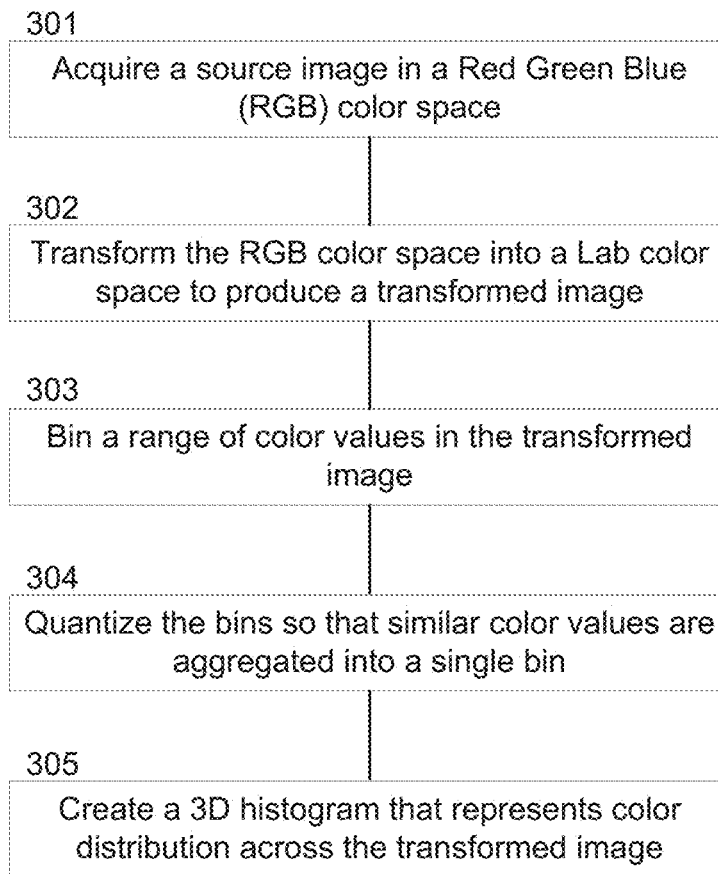 301
Acquire a source image in a Red Green Blue
(RGB) color space
302
Transform the RGB color space into a Lab color
space to produce a transformed image
303
Bin a range of color values in the transformed
image
304
Quantize the bins so that similar color values are
aggregated into a single bin
305
Create a 3D histogram that represents color
distribution across the transformed image